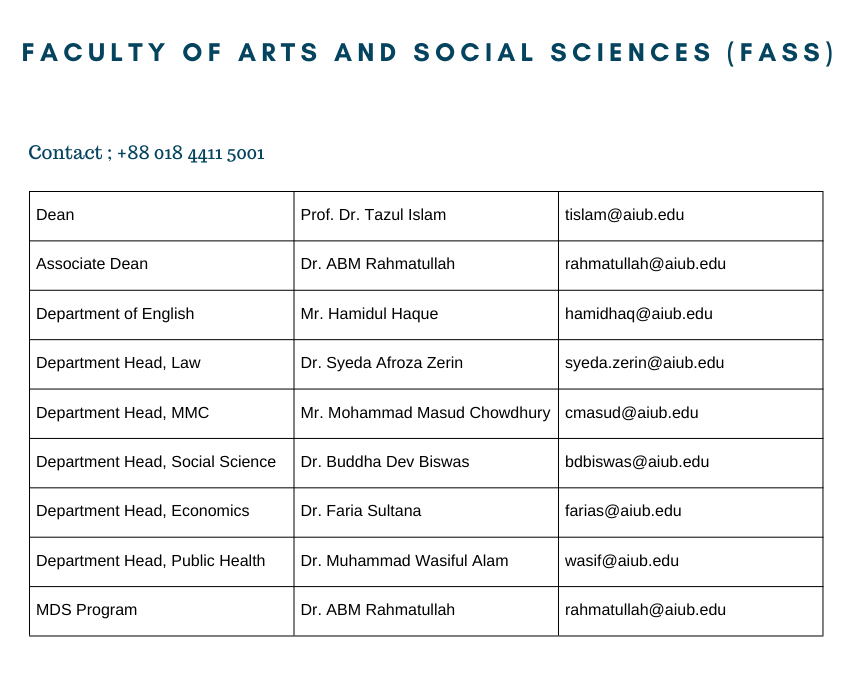 FACULTY OF ARTS AND SOCIAL SCIENCES (FASS)
Contact ; +88 018 4411 5001
Dean Prof. Dr. Tazul Islam tislam@aiub.edu
Associate Dean Dr. ABM Rahmatullah rahmatullah@aiub.edu
Department of English Mr. Hamidul Haque hamidhaq@aiub.edu
Department Head, Law Dr. Syeda Afroza Zerin syeda.zerin@aiub.edu
Department Head, MMC Mr. Mohammad Masud Chowdhury cmasud@aiub.edu
Department Head, Social Science Dr. Buddha Dev Biswas bdbiswas@aiub.edu
Department Head, Economics Dr. Faria Sultana farias@aiub.edu
Department Head, Public Health Dr. Muhammad Wasiful Alam wasif@aiub.edu
MDS Program Dr. ABM Rahmatullah rahmatullah@aiub.edu